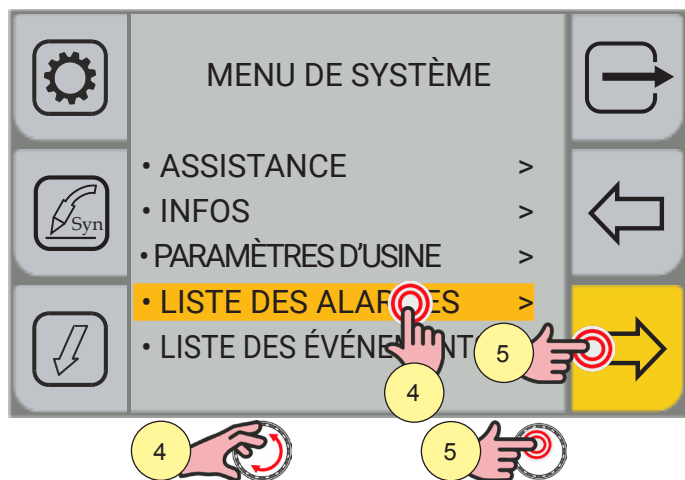 MENU DE SYSTÈME
• ASSISTANCE >
• INFOS >
• PARAMÈTRES D'USINE >
Syn
• LISTE DES >
• LISTE DES
5
4
4
5